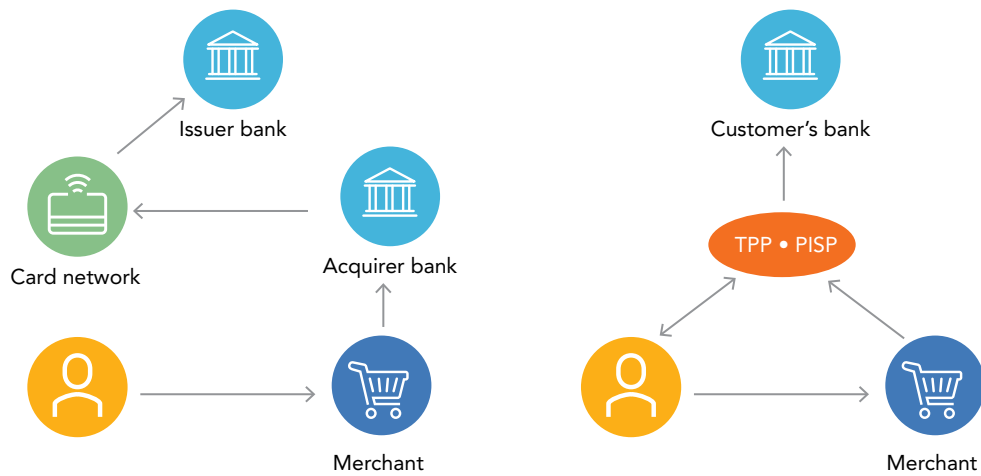 Issuer bank
Card network
Acquirer bank
Merchant
Customer’s bank
TPP • PISP
Merchant